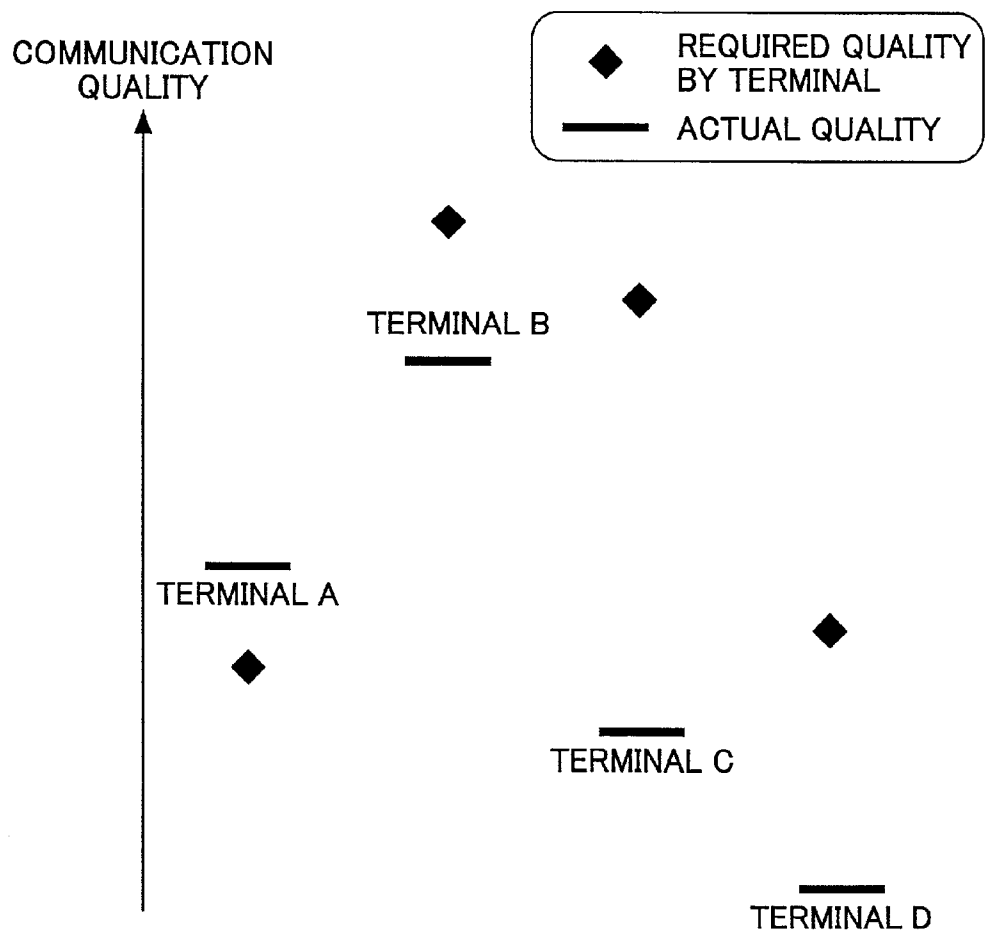 COMMUNICATION
QUALITY
REQUIRED QUALITY
BY TERMINAL
ACTUAL QUALITY
TERMINAL B
TERMINAL A
TERMINAL C
TERMINAL D